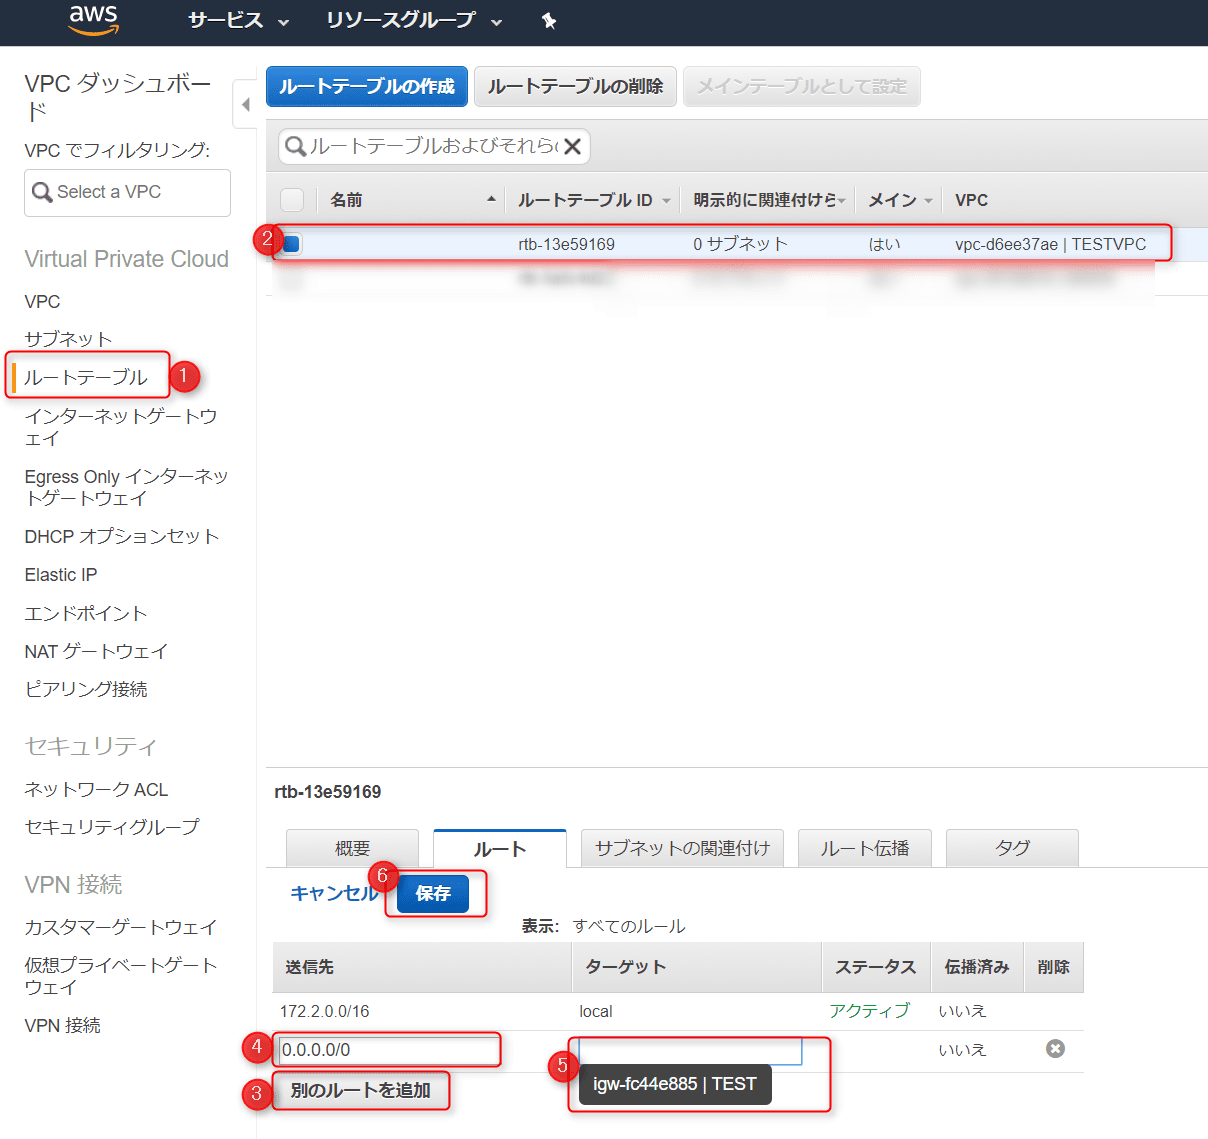 aws サービス リソースグループ
VPC ダッシュボー
ド
VPC でフィルタリング:
Select a VPC
Virtual Private Cloud
VPC
サブネット
ルートテーブル 1
インターネットゲートウ
ェイ
Egress Only インターネッ
トゲートウェイ
DHCP オプションセット
Elastic IP
エンドポイント
NAT ゲートウェイ
ピアリング接続
セキュリティ
ネットワーク ACL
セキュリティグループ
VPN 接続
カスタマーゲートウェイ
仮想プライベートゲート
ウェイ
VPN 接続
ルートテーブルの作成 ルートテーブルの削除 メインテーブルとして設定
ルートテーブルおよびそれら
名前 ルートテーブル ID 明示的に関連付けら メイン VPC
2 rtb-13e59169 0 サブネット はい vpc-d6ee37ae | TESTVPC
rtb-13e59169
概要 ルート サブネットの関連付け ルート伝播 タグ
キャンセル 6 保存
表示: すべてのルール
送信先 ターゲット ステータス 伝播済み 削除
172.2.0.0/16 local アクティブ いいえ
4 0.0.0.0/0 いいえ
5 igw-fc44e885 | TEST
3 別のルートを追加